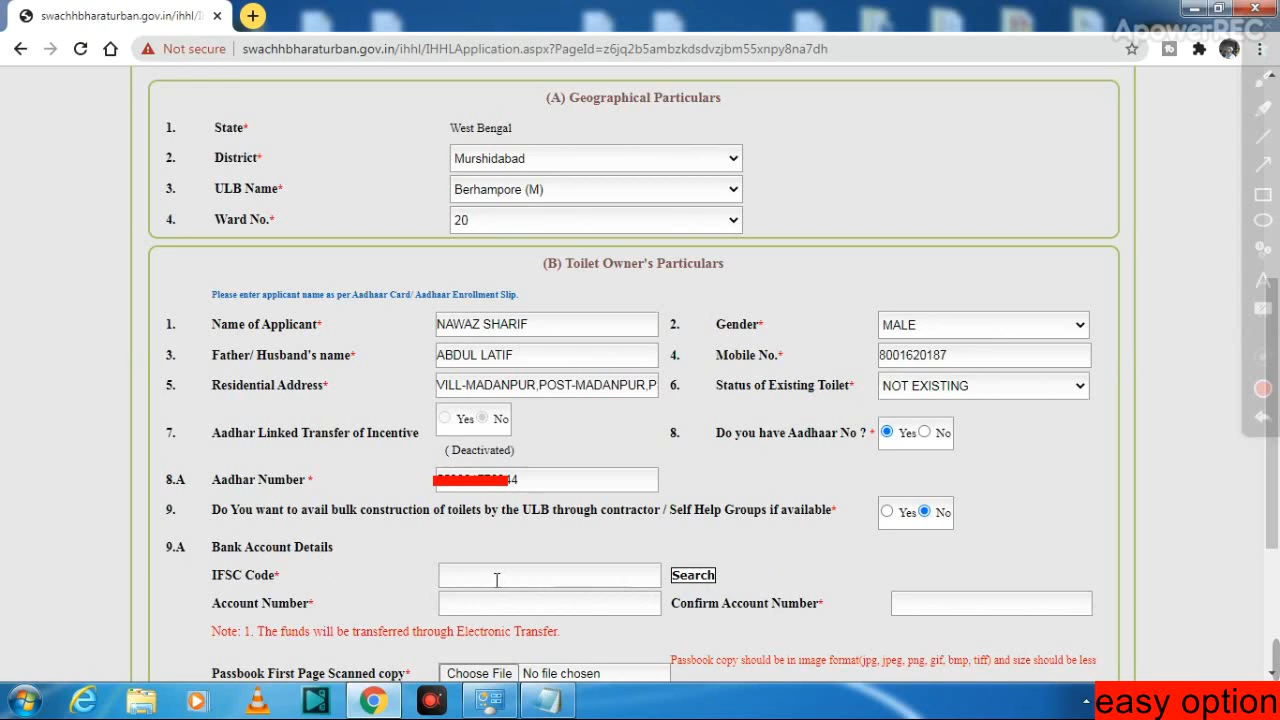 swachhbharaturban.gov.in/ihhl/I
ApowerREC
Not secure swachhbharaturban.gov.in/ihhl/IHHLApplication.aspx?PageId=z6jq2b5ambzkdsdvzjbm55xnpy8na7dh
(A) Geographical Particulars
1. State* West Bengal
2. District* Murshidabad
3. ULB Name* Berhampore (M)
4. Ward No.* 20
(B) Toilet Owner's Particulars
Please enter applicant name as per Aadhaar Card/ Aadhaar Enrollment Slip.
1. Name of Applicant* NAWAZ SHARIF 2. Gender* MALE
3. Father/ Husband's name* ABDUL LATIF 4. Mobile No.* 8001620187
5. Residential Address* VILL-MADANPUR,POST-MADANPUR,P 6. Status of Existing Toilet* NOT EXISTING
7. Aadhar Linked Transfer of Incentive Yes No 8. Do you have Aadhaar No ? * Yes No
( Deactivated)
8.A Aadhar Number * 44
9. Do You want to avail bulk construction of toilets by the ULB through contractor / Self Help Groups if available* Yes No
9.A Bank Account Details
IFSC Code* Search
Account Number* Confirm Account Number*
Note: 1. The funds will be transferred through Electronic Transfer.
Passbook copy should be in image format(jpg, jpeg, png, gif, bmp, tiff) and size should be less
Passbook First Page Scanned copy* Choose File No file chosen
easy option